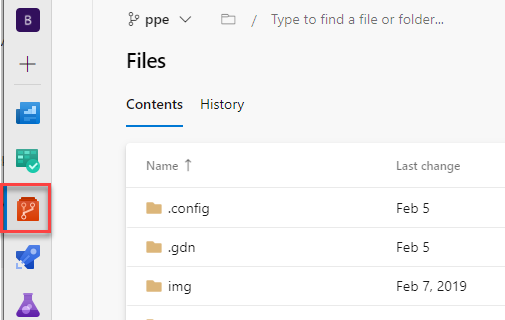 B
ppe / Type to find a file or folder...
Files
Contents History
Name ↑ Last change
.config Feb 5
.gdn Feb 5
img Feb 7, 2019